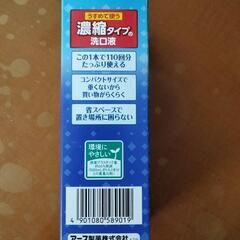 うすめて使う
濃縮タイプの
洗口液
この1本で110回分
たっぷり使える
コンパクトサイズで
重くないから
買い物がらくらく
省スペースで
置き場所に困らない
環境に
やさしい
4 901080 589019
アース製薬株式会社